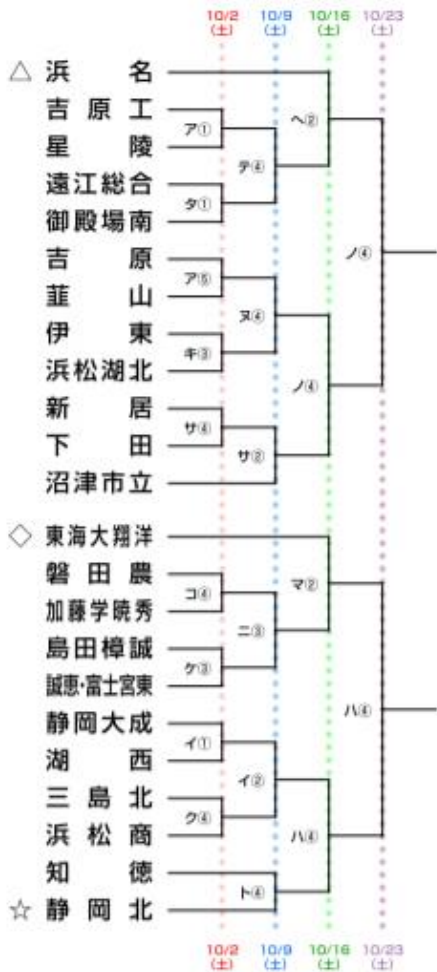 10/2 10/9 10/16 10/23
(土) (土) (土) (土)
△ 浜名
吉原工
ア①
星陵
テ④
遠江総合
タ①
御殿場南
ヘ②
吉原
ア⑤
韮山
ヌ④
伊東
キ③
浜松湖北
ノ④
新居
サ④
下田
サ②
沼津市立
ノ④
◇ 東海大翔洋
磐田農
コ④
加藤学暁秀
ニ③
島田樟誠
ケ③
誠恵・富士宮東
マ②
静岡大成
イ①
湖西
イ②
三島北
ク④
浜松商
ハ④
知徳
ト④
☆ 静岡北
ハ④
10/2 10/9 10/16 10/23
(土) (土) (土) (土)